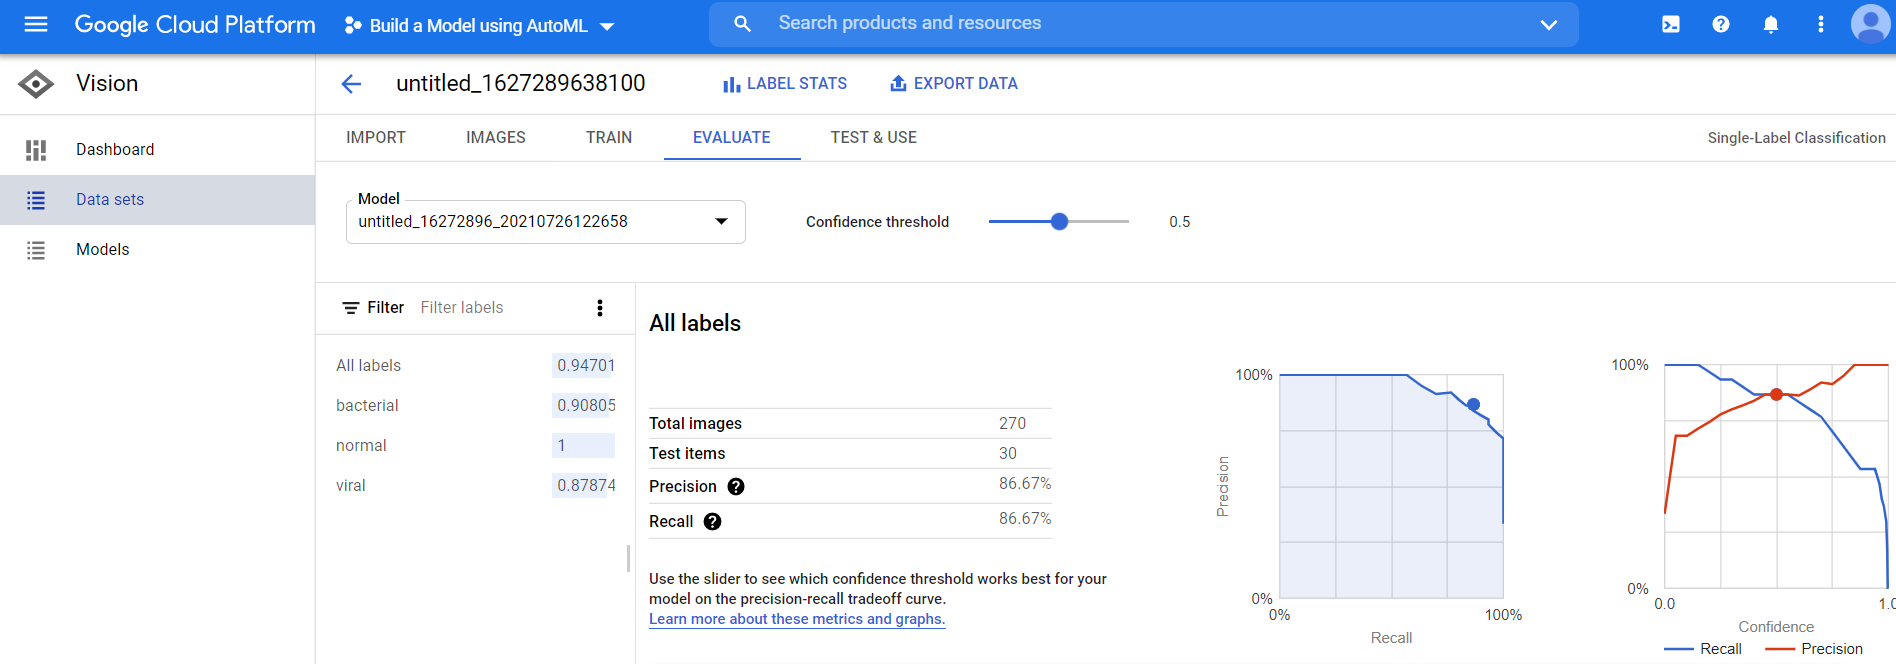 Google Cloud Platform
Build a Model using AutoML
Search products and resources
Vision
untitled_1627289638100
LABEL STATS
EXPORT DATA
Dashboard
Data sets
Models
IMPORT
IMAGES
TRAIN
EVALUATE
TEST & USE
Single-Label Classification
Model
untitled_16272896_20210726122658
Confidence threshold
0.5
Filter
Filter labels
All labels 0.94701
bacterial 0.90805
normal 1
viral 0.87874
All labels
Total images 270
Test items 30
Precision ? 86.67%
Recall ? 86.67%
Use the slider to see which confidence threshold works best for your
model on the precision-recall tradeoff curve.
Learn more about these metrics and graphs.
100%
Precision
0%
0%
100%
Recall
100%
0%
0.0
1.0
Confidence
Recall
Precision